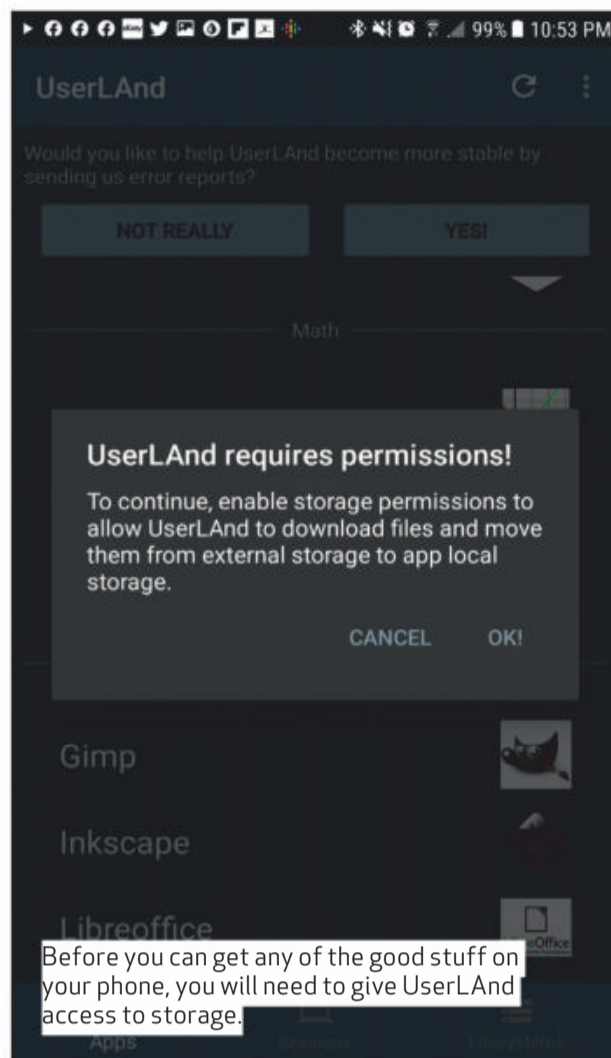 99% 10:53 PM
UserLAnd
Would you like to help UserLAnd become more stable by
sending us error reports?
NOT REALLY YES!
Math
UserLAnd requires permissions!
To continue, enable storage permissions to
allow UserLAnd to download files and move
them from external storage to app local
storage.
CANCEL OK!
Gimp
Inkscape
Libreoffice
Office
Before you can get any of the good stuff on
your phone, you will need to give UserLAnd
access to storage.
Apps Sessions Filesystems